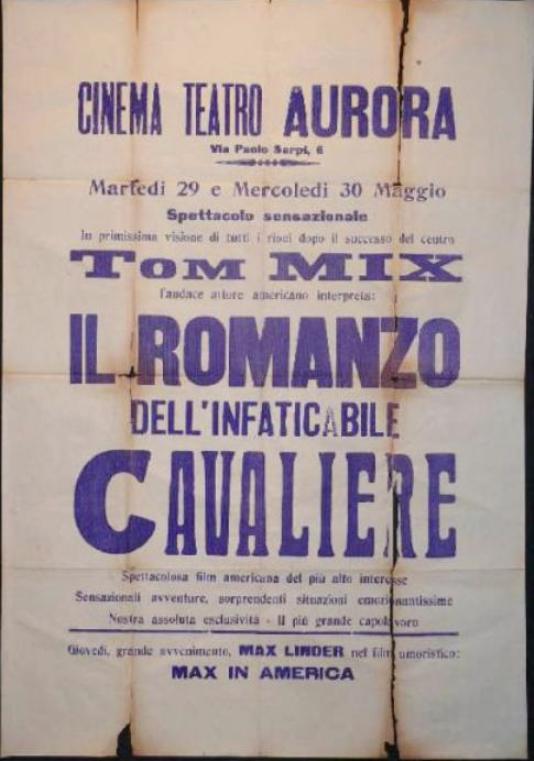 CINEMA TEATRO AURORA
Via Paolo Sarpi, 6
Martedi 29 e Mercoledi 30 Maggio
Spettacolo sensazionale
In primissima visione di tutti i rioni dopo il successo del centro
TOM MIX
l'audace attore americano interpreta:
IL ROMANZO
DELL'INFATICABILE
CAVALIERE
Spettacolosa film americana del più alto interesse
Sensazionali avventure, sorprendenti situazioni emozionantissime
Nostra assoluta esclusività - Il più grande capolavoro
Giovedi, grande avvenimento, MAX LINDER nel film umoristico:
MAX IN AMERICA